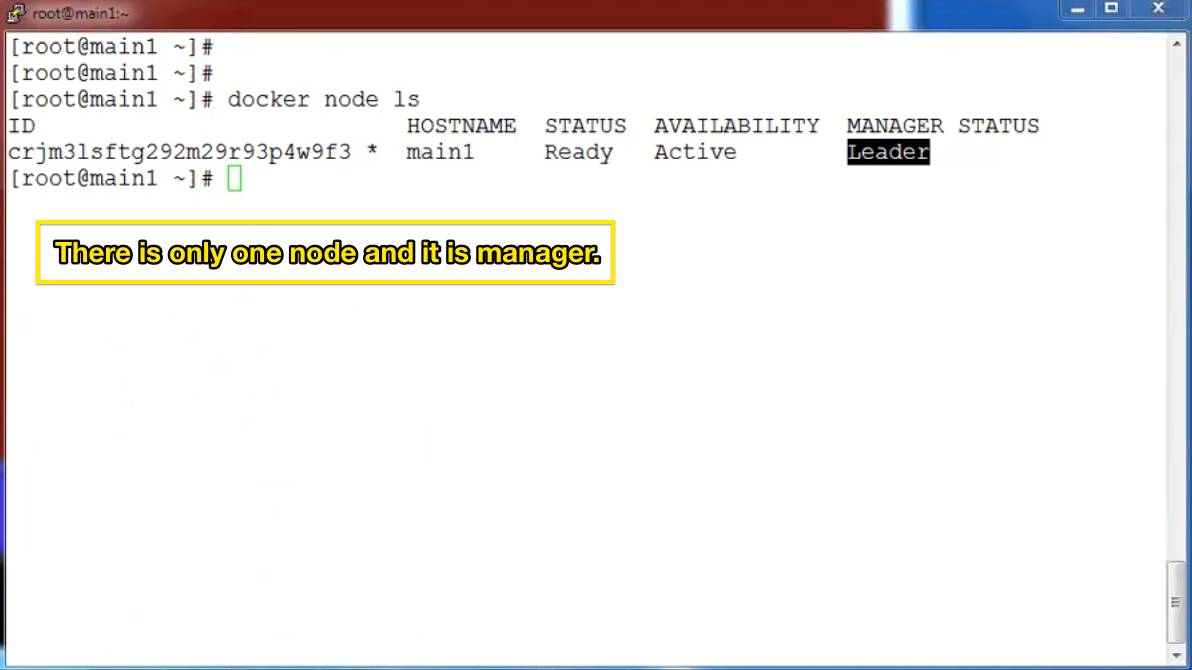 root@main1:~
[root@main1 ~]#
[root@main1 ~]#
[root@main1 ~]# docker node ls
ID HOSTNAME STATUS AVAILABILITY MANAGER STATUS
crjm3lsftg292m29r93p4w9f3 * main1 Ready Active Leader
[root@main1 ~]#
There is only one node and it is manager.